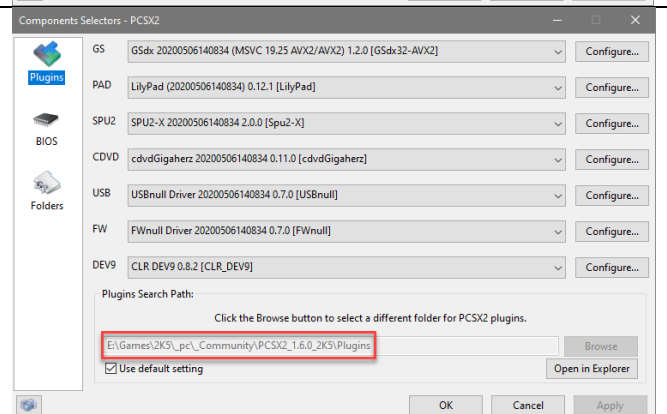 Components Selectors - PCSX2
Plugins
BIOS
Folders
GS GSdx 20200506140834 (MSVC 19.25 AVX2/AVX2) 1.2.0 [GSdx32-AVX2] Configure...
PAD LilyPad (20200506140834) 0.12.1 [LilyPad] Configure...
SPU2 SPU2-X 20200506140834 2.0.0 [Spu2-X] Configure...
CDVD cdvdGigaherz 20200506140834 0.11.0 [cdvdGigaherz] Configure...
USB USBnull Driver 20200506140834 0.7.0 [USBnull] Configure...
FW FWnull Driver 20200506140834 0.7.0 [FWnull] Configure...
DEV9 CLR DEV9 0.8.2 [CLR_DEV9] Configure...
Plugins Search Path:
Click the Browse button to select a different folder for PCSX2 plugins.
E:\Games\2K5\_pc\_Community\PCSX2_1.6.0_2K5\Plugins Browse
Use default setting Open in Explorer
OK Cancel Apply